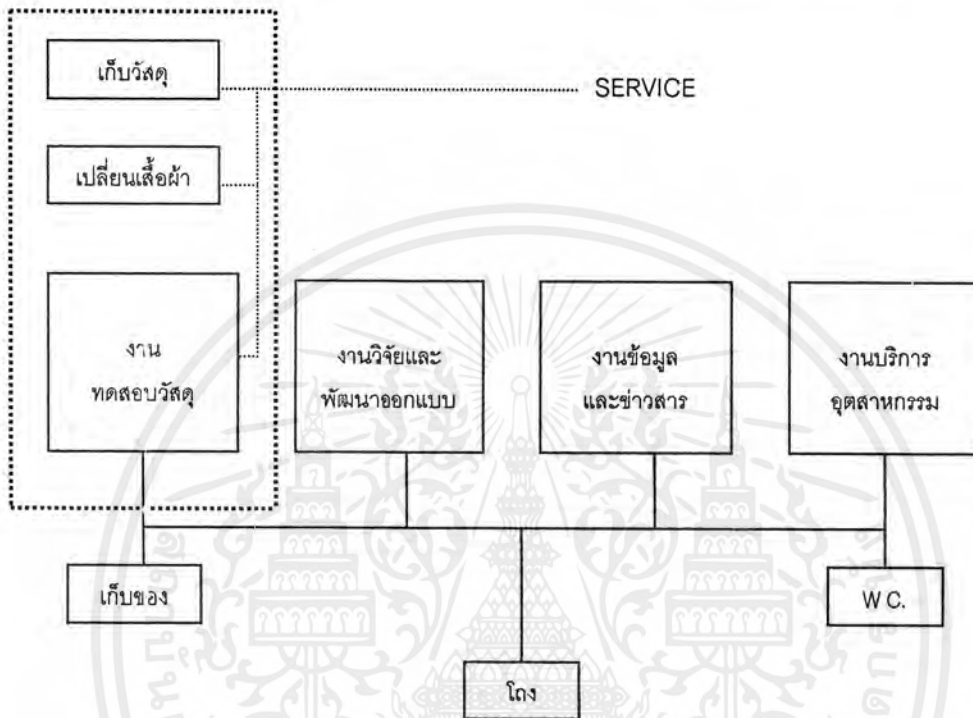 เก็บวัสดุ
SERVICE
เปลี่ยนเสื้อผ้า
งาน
ทดสอบวัสดุ
งานวิจัยและ
พัฒนาออกแบบ
งานข้อมูล
และข่าวสาร
งานบริการ
อุตสาหกรรม
เก็บของ
W C.
โถง